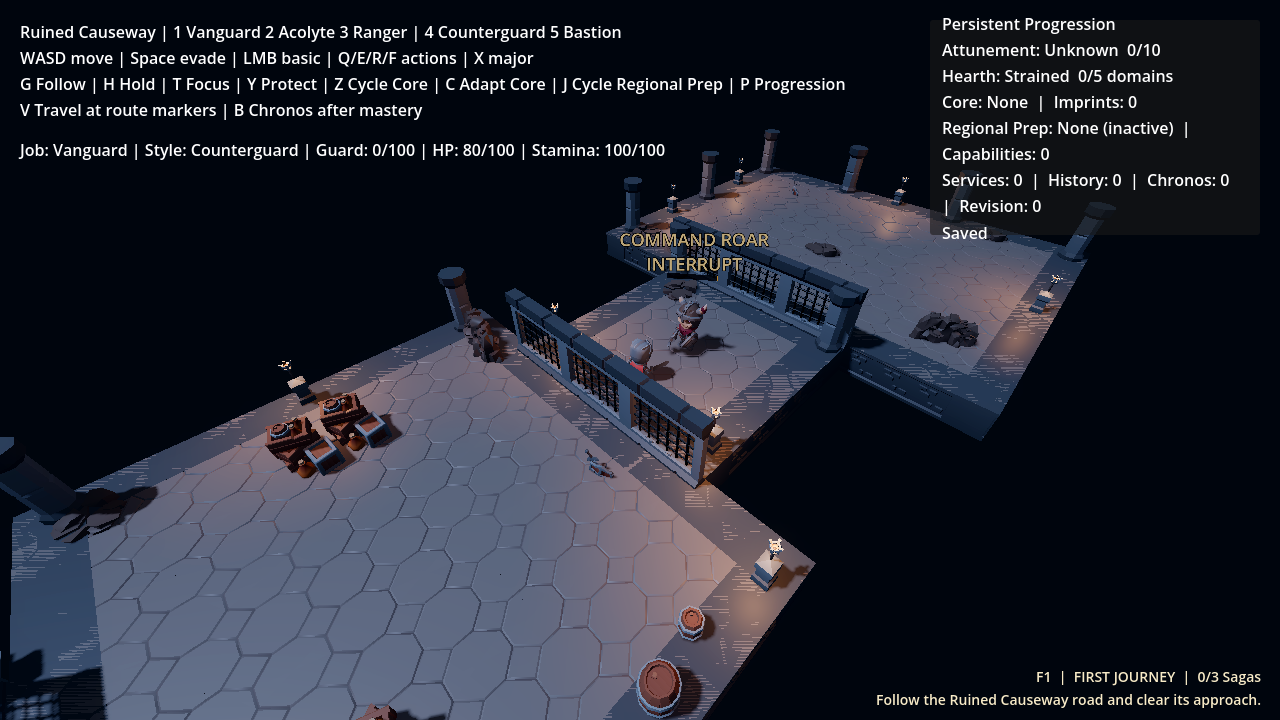 Ruined Causeway | 1 Vanguard 2 Acolyte 3 Ranger | 4 Counterguard 5 Bastion
WASD move | Space evade | LMB basic | Q/E/R/F actions | X major
G Follow | H Hold | T Focus | Y Protect | Z Cycle Core | C Adapt Core | J Cycle Regional Prep | P Progression
V Travel at route markers | B Chronos after mastery
Job: Vanguard | Style: Counterguard | Guard: 0/100 | HP: 80/100 | Stamina: 100/100
Persistent Progression
Attunement: Unknown 0/10
Hearth: Strained 0/5 domains
Core: None | Imprints: 0
Regional Prep: None (inactive) |
Capabilities: 0
Services: 0 | History: 0 | Chronos: 0
| Revision: 0
Saved
COMMAND ROAR
INTERRUPT
F1 | FIRST JOURNEY | 0/3 Sagas
Follow the Ruined Causeway road and clear its approach.